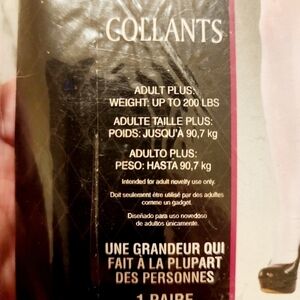 COLLANTS
ADULT PLUS:
WEIGHT: UP TO 200 LBS
ADULTE TAILLE PLUS:
POIDS: JUSQU'À 90,7 kg
ADULTO PLUS:
PESO: HASTA 90,7 kg
Intended for adult novelty use only.
Doit seulement être utilisé par des adultes
comme un gadget.
Diseñado para uso novedoso
de adultos únicamente.
UNE GRANDEUR QUI
FAIT À LA PLUPART
DES PERSONNES
1 PAIRE